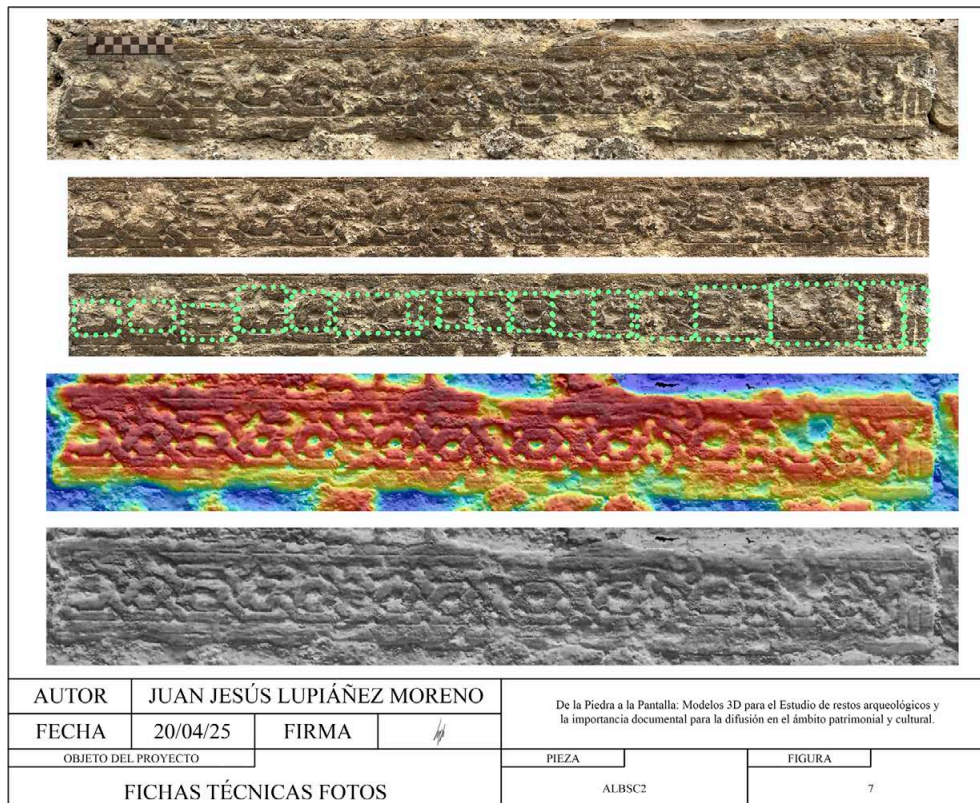 AUTOR
JUAN JESÚS LUPIÁÑEZ MORENO
De la Piedra a la Pantalla: Modelos 3D para el Estudio de restos arqueológicos y
la importancia documental para la difusión en el ámbito patrimonial y cultural.
FECHA
20/04/25
FIRMA
OBJETO DEL PROYECTO
PIEZA
FIGURA
FICHAS TÉCNICAS FOTOS
ALBSC2
7